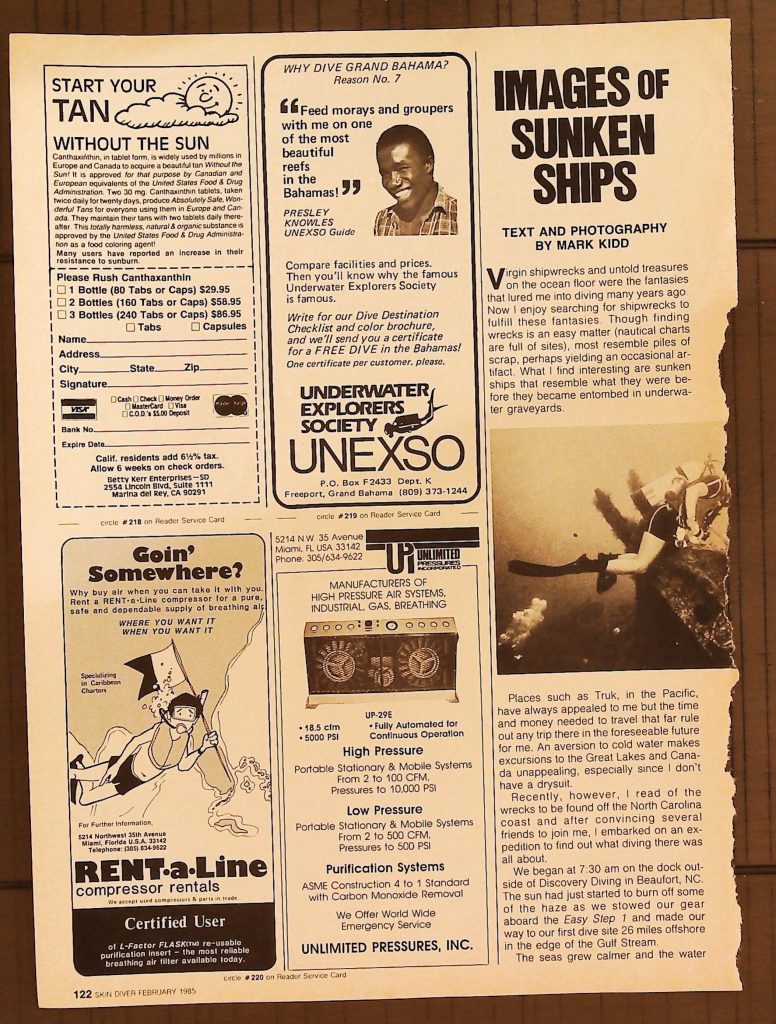 START YOUR
TAN
WITHOUT THE SUN
Canthaxinthin, in tablet form, is widely used by millions in
Europe and Canada to acquire a beautiful tan Without the
Sun! It is approved for that purpose by Canadian and
European equivalents of the United States Food & Drug
Administration. Two 30 mg. Canthaxinthin tablets, taken
twice daily for twenty days, produce Absolutely Safe, Won-
derful Tans for everyone using them in Europe and Can-
ada. They maintain their tans with two tablets daily there-
after. This totally harmless, natural & organic substance is
approved by the United States Food & Drug Administra-
tion as a food coloring agent!
Many users have reported an increase in their
resistance to sunburn.
Please Rush Canthaxanthin
☐ 1 Bottle (80 Tabs or Caps) $29.95
☐ 2 Bottles (160 Tabs or Caps) $58.95
☐ 3 Bottles (240 Tabs or Caps) $86.95
☐ Tabs ☐ Capsules
Name
Address
City State Zip
Signature
VISA
☐ Cash ☐ Check ☐ Money Order
☐ MasterCard ☐ Visa
☐ C.O.D.'s $5.00 Deposit
master charge
Bank No.
Expire Date
Calif. residents add 6½% tax.
Allow 6 weeks on check orders.
Betty Kerr Enterprises—SD
2554 Lincoln Blvd, Suite 1111
Marina del Rey, CA 90291
circle #218 on Reader Service Card
Goin'
Somewhere?
Why buy air when you can take it with you.
Rent a RENT-a-Line compressor for a pure,
safe and dependable supply of breathing air
WHERE YOU WANT IT
WHEN YOU WANT IT
Specializing
in Caribbean
Charters
For Further Information,
5214 Northwest 35th Avenue
Miami, Florida U.S.A. 33142
Telephone: (305) 634-9622
RENT-a-Line
compressor rentals
We accept used compressors & parts in trade.
Certified User
of L-Factor FLASK(TM) re-usable
purification insert – the most reliable
breathing air filter available today.
WHY DIVE GRAND BAHAMA?
Reason No. 7
“Feed morays and groupers
with me on one
of the most
beautiful
reefs
in the
Bahamas!”
PRESLEY
KNOWLES
UNEXSO Guide
Compare facilities and prices.
Then you'll know why the famous
Underwater Explorers Society
is famous.
Write for our Dive Destination
Checklist and color brochure,
and we'll send you a certificate
for a FREE DIVE in the Bahamas!
One certificate per customer, please.
UNDERWATER
EXPLORERS
SOCIETY
UNEXSO
P.O. Box F2433 Dept. K
Freeport, Grand Bahama (809) 373-1244
circle #219 on Reader Service Card
5214 N.W. 35 Avenue
Miami, FL USA 33142
Phone: 305/634-9622
UP UNLIMITED
PRESSURES
INCORPORATED
MANUFACTURERS OF
HIGH PRESSURE AIR SYSTEMS,
INDUSTRIAL, GAS, BREATHING
UP-29E
• 18.5 cfm • Fully Automated for
• 5000 PSI Continuous Operation
High Pressure
Portable Stationary & Mobile Systems
From 2 to 100 CFM,
Pressures to 10,000 PSI
Low Pressure
Portable Stationary & Mobile Systems
From 2 to 500 CFM,
Pressures to 500 PSI
Purification Systems
ASME Construction 4 to 1 Standard
with Carbon Monoxide Removal
We Offer World Wide
Emergency Service
UNLIMITED PRESSURES, INC.
circle #220 on Reader Service Card
IMAGES OF
SUNKEN
SHIPS
TEXT AND PHOTOGRAPHY
BY MARK KIDD
Virgin shipwrecks and untold treasures
on the ocean floor were the fantasies
that lured me into diving many years ago.
Now I enjoy searching for shipwrecks to
fulfill these fantasies. Though finding
wrecks is an easy matter (nautical charts
are full of sites), most resemble piles of
scrap, perhaps yielding an occasional ar-
tifact. What I find interesting are sunken
ships that resemble what they were be-
fore they became entombed in underwa-
ter graveyards.
Places such as Truk, in the Pacific,
have always appealed to me but the time
and money needed to travel that far rule
out any trip there in the foreseeable future
for me. An aversion to cold water makes
excursions to the Great Lakes and Cana-
da unappealing, especially since I don't
have a drysuit.
Recently, however, I read of the
wrecks to be found off the North Carolina
coast and after convincing several
friends to join me, I embarked on an ex-
pedition to find out what diving there was
all about.
We began at 7:30 am on the dock out-
side of Discovery Diving in Beaufort, NC.
The sun had just started to burn off some
of the haze as we stowed our gear
aboard the Easy Step 1 and made our
way to our first dive site 26 miles offshore
in the edge of the Gulf Stream.
The seas grew calmer and the water
122 SKIN DIVER FEBRUARY 1985